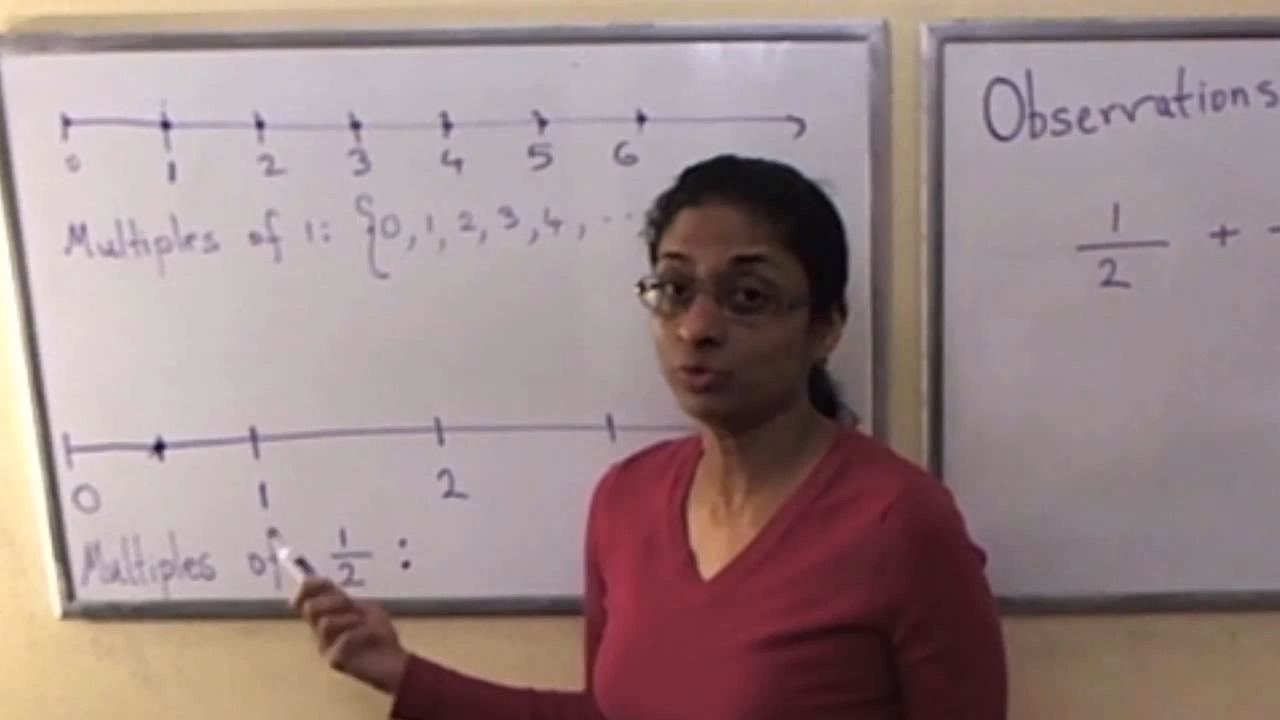 0 1 2 3 4 5 6
Multiples of 1: {0, 1, 2, 3, 4, ...
0 1 2
Multiples of 1/2 :
Observations
1/2 +